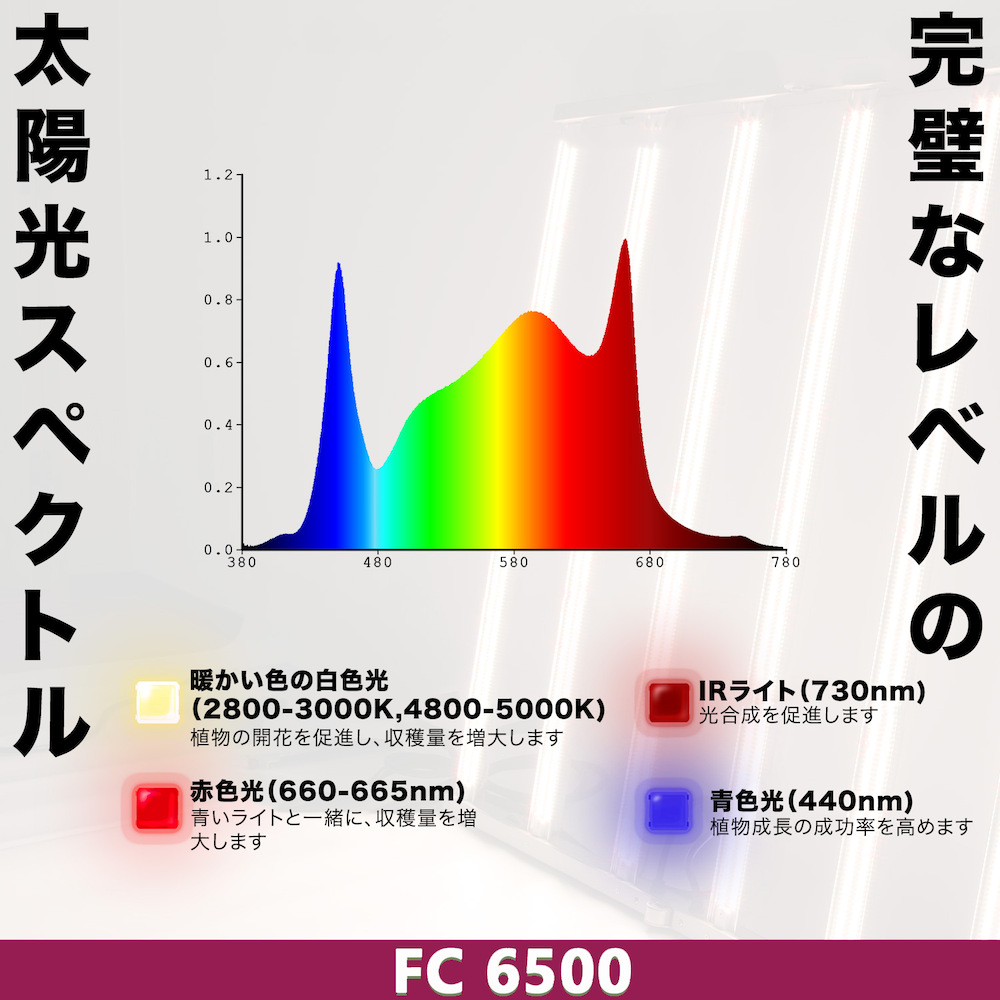 完璧なレベルの
太陽光スペクトル
1.2
1.0
0.8
0.6
0.4
0.2
0.0
380 480 580 680 780
暖かい色の白色光
(2800-3000K,4800-5000K)
植物の開花を促進し、収穫量を増大します
IRライト(730nm)
光合成を促進します
赤色光(660-665nm)
青いライトと一緒に、収穫量を増
大します
青色光(440nm)
植物成長の成功率を高めます
FC 6500